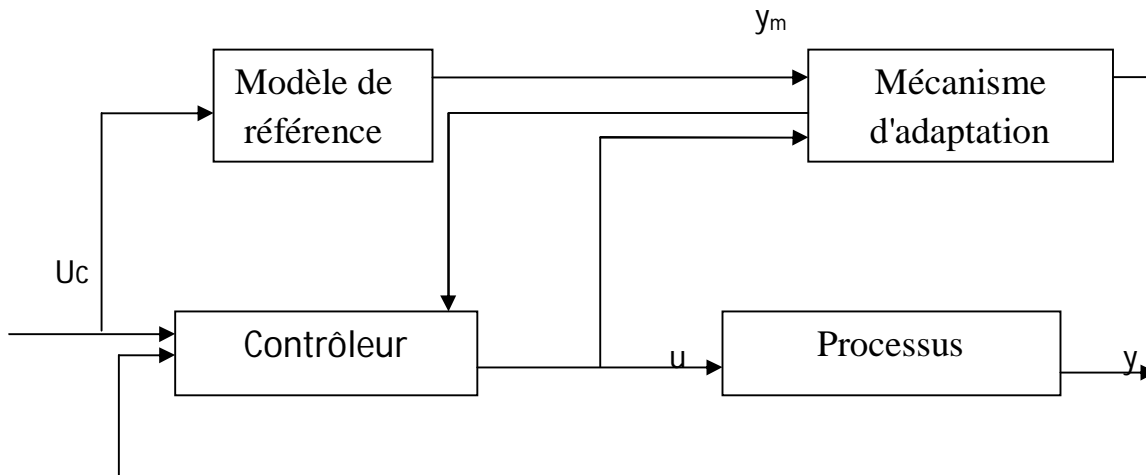 ym
Modèle de
référence
Mécanisme
d'adaptation
Uc
Contrôleur
u
Processus
y